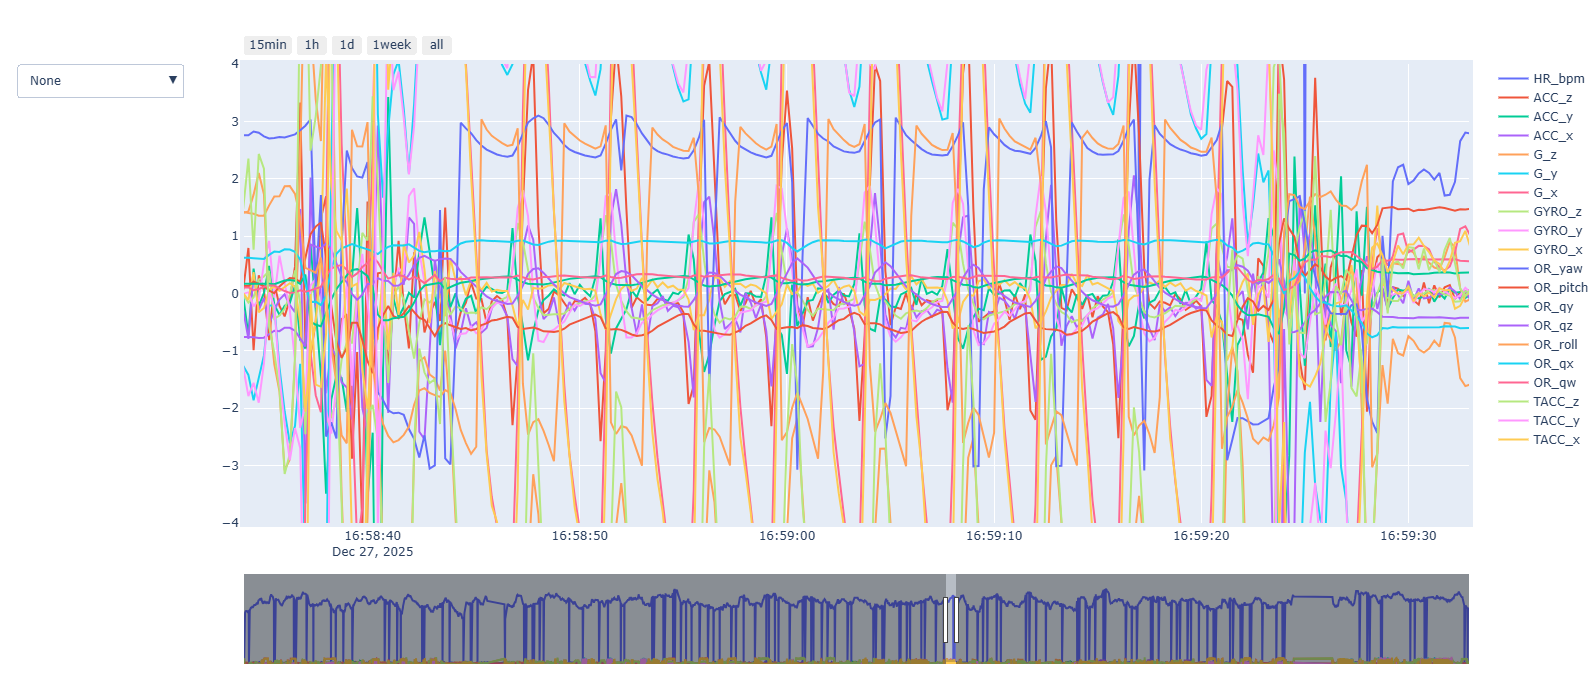 15min 1h 1d 1week all
None ▼
4
3
2
1
0
−1
−2
−3
−4
16:58:40 16:58:50 16:59:00 16:59:10 16:59:20 16:59:30
Dec 27, 2025
HR_bpm
ACC_z
ACC_y
ACC_x
G_z
G_y
G_x
GYRO_z
GYRO_y
GYRO_x
OR_yaw
OR_pitch
OR_qy
OR_qz
OR_roll
OR_qx
OR_qw
TACC_z
TACC_y
TACC_x